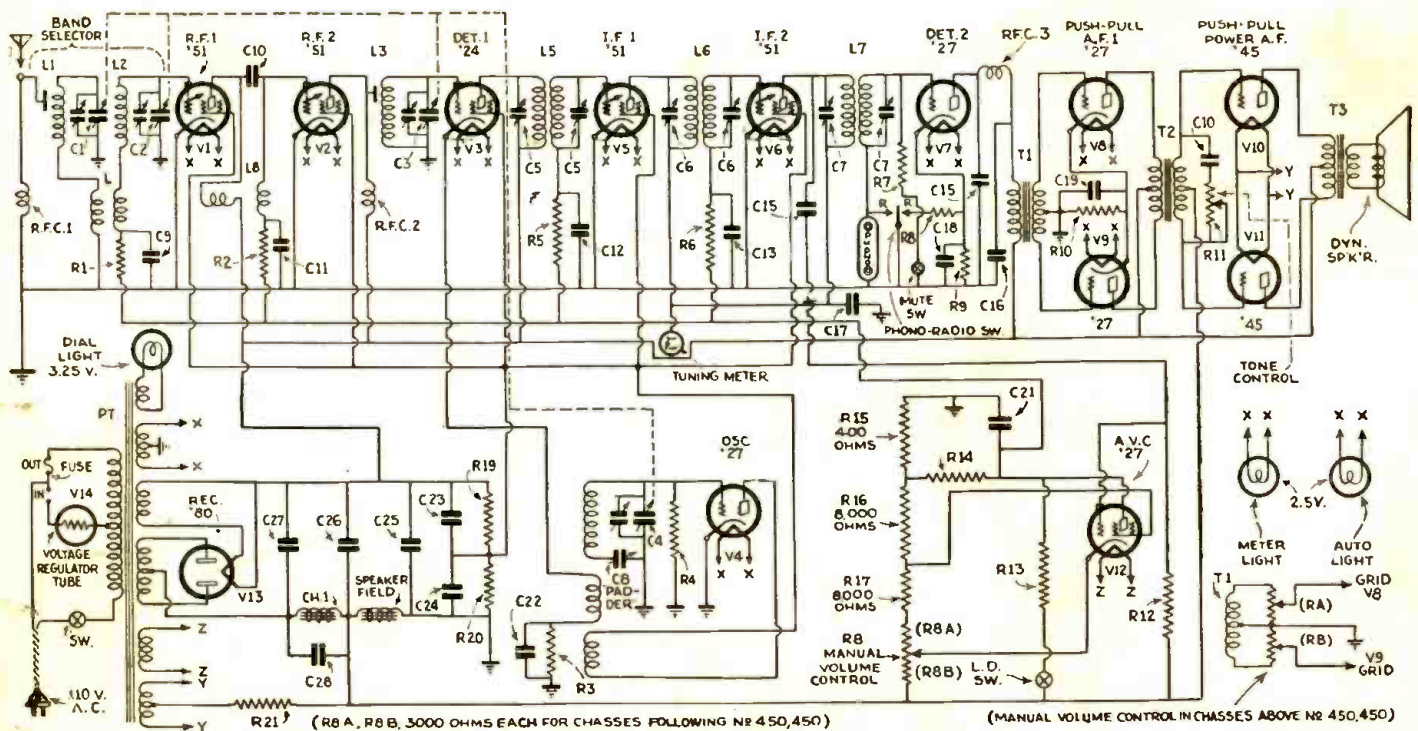 BAND SELECTOR
L1
L2
R.F.1 '51
C10
R.F.2 '51
L3
DET.1 '24
L5
I.F.1 '51
L6
I.F.2 '51
L7
DET.2 '27
R.F.C.3
PUSH-PULL A.F.1 '27
PUSH-PULL POWER A.F. '45
C1
C2
V1
X X
L8
V2
X X
C3
V3
X X
C5
C5
V5
X X
C6
C6
V6
X X
C7
C7
V7
X X
T1
V8
X X
T2
C10
V10
Y
Y
T3
R.F.C.1
R1
C9
R2
C11
R.F.C.2
R5
C12
R6
C13
C15
R7
PHONO
R
R
R8
C18
R9
C15
C16
C19
R10
X X
V9
R11
V11
DYN. SP'K'R.
MUTE SW
PHONO-RADIO SW.
C17
'27
'45
TUNING METER
TONE CONTROL
DIAL LIGHT 3.25 V.
PT.
X
X
OUT
FUSE
IN
V14
VOLTAGE REGULATOR TUBE
SW.
110 V. A.C.
REC. '80
V13
Z
Z
Y
Y
C27
C26
C25
C23
C24
R19
R20
CH.1
SPEAKER FIELD
C28
R21
C22
R3
C8 PADDER
C4
R4
OSC '27
V4
X X
R15 400 OHMS
C21
R14
R16 8,000 OHMS
R17 8000 OHMS
R8 MANUAL VOLUME CONTROL
(R8A)
(R8B)
R13
L.D. SW.
A.V.C '27
V12
Z Z
R12
X X
X X
2.5V.
METER LIGHT
AUTO LIGHT
T1
(RA)
(RB)
GRID V8
V9 GRID
(R8A, R8B, 3000 OHMS EACH FOR CHASSES FOLLOWING Nº 450,450)
(MANUAL VOLUME CONTROL IN CHASSES ABOVE Nº 450,450)